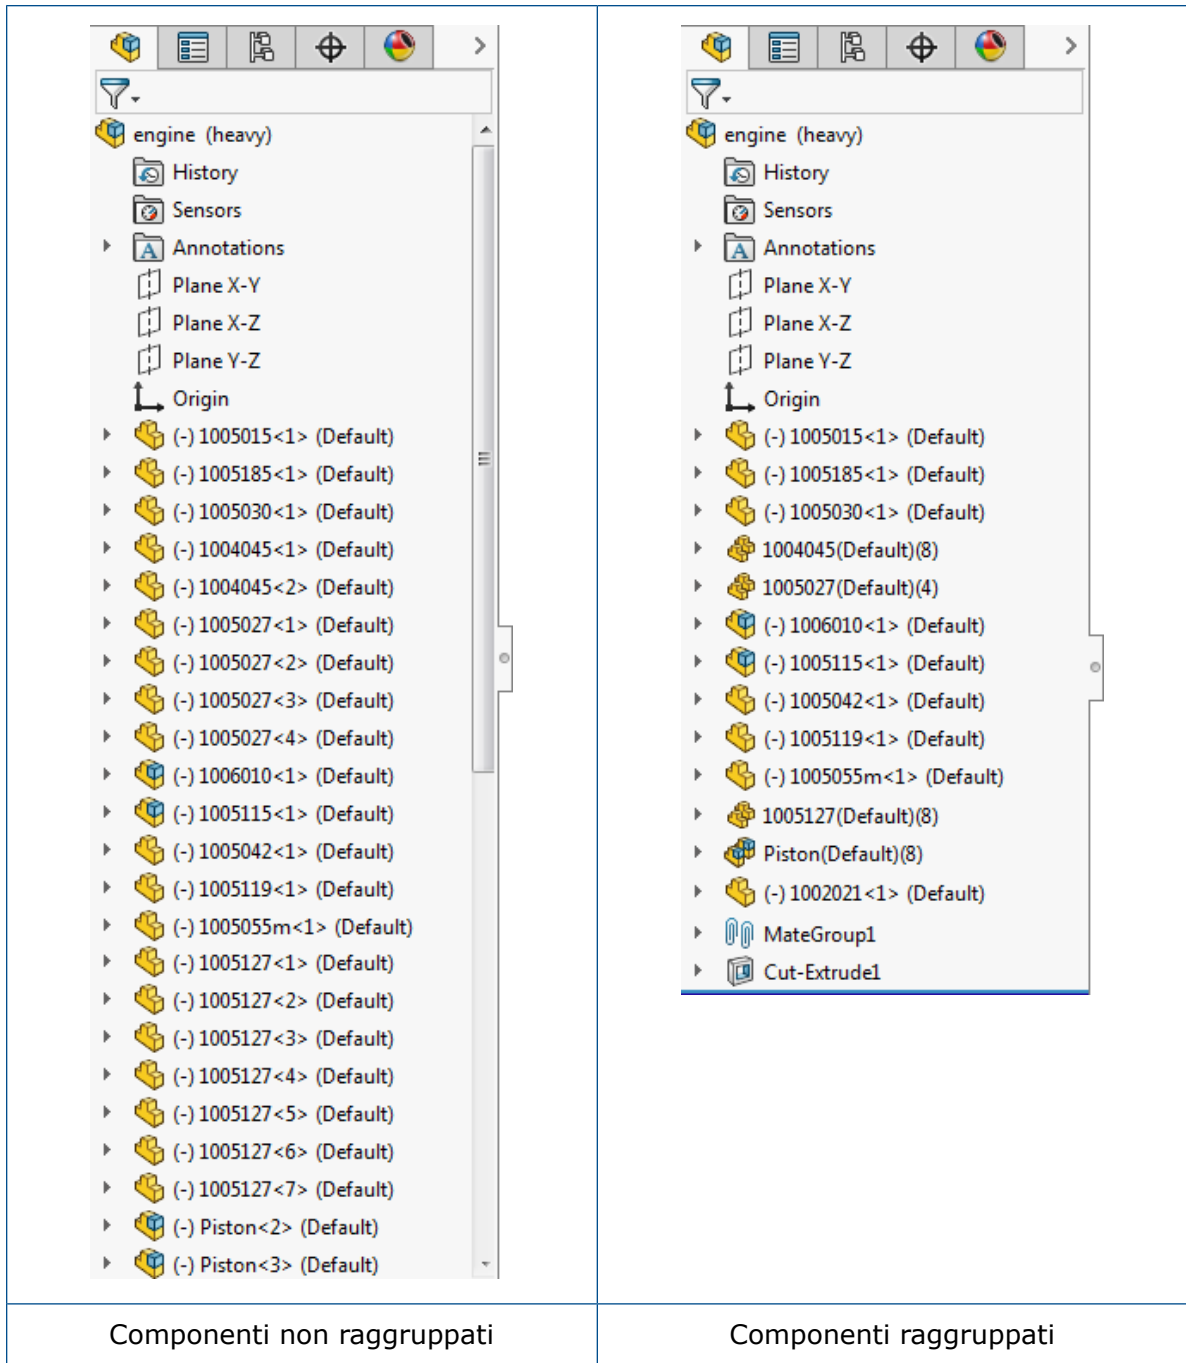 engine (heavy)
History
Sensors
Annotations
Plane X-Y
Plane X-Z
Plane Y-Z
Origin
(-) 1005015<1> (Default)
(-) 1005185<1> (Default)
(-) 1005030<1> (Default)
(-) 1004045<1> (Default)
(-) 1004045<2> (Default)
(-) 1005027<1> (Default)
(-) 1005027<2> (Default)
(-) 1005027<3> (Default)
(-) 1005027<4> (Default)
(-) 1006010<1> (Default)
(-) 1005115<1> (Default)
(-) 1005042<1> (Default)
(-) 1005119<1> (Default)
(-) 1005055m<1> (Default)
(-) 1005127<1> (Default)
(-) 1005127<2> (Default)
(-) 1005127<3> (Default)
(-) 1005127<4> (Default)
(-) 1005127<5> (Default)
(-) 1005127<6> (Default)
(-) 1005127<7> (Default)
(-) Piston<2> (Default)
(-) Piston<3> (Default)
Componenti non raggruppati
engine (heavy)
History
Sensors
Annotations
Plane X-Y
Plane X-Z
Plane Y-Z
Origin
(-) 1005015<1> (Default)
(-) 1005185<1> (Default)
(-) 1005030<1> (Default)
1004045(Default)(8)
1005027(Default)(4)
(-) 1006010<1> (Default)
(-) 1005115<1> (Default)
(-) 1005042<1> (Default)
(-) 1005119<1> (Default)
(-) 1005055m<1> (Default)
1005127(Default)(8)
Piston(Default)(8)
(-) 1002021<1> (Default)
MateGroup1
Cut-Extrude1
Componenti raggruppati